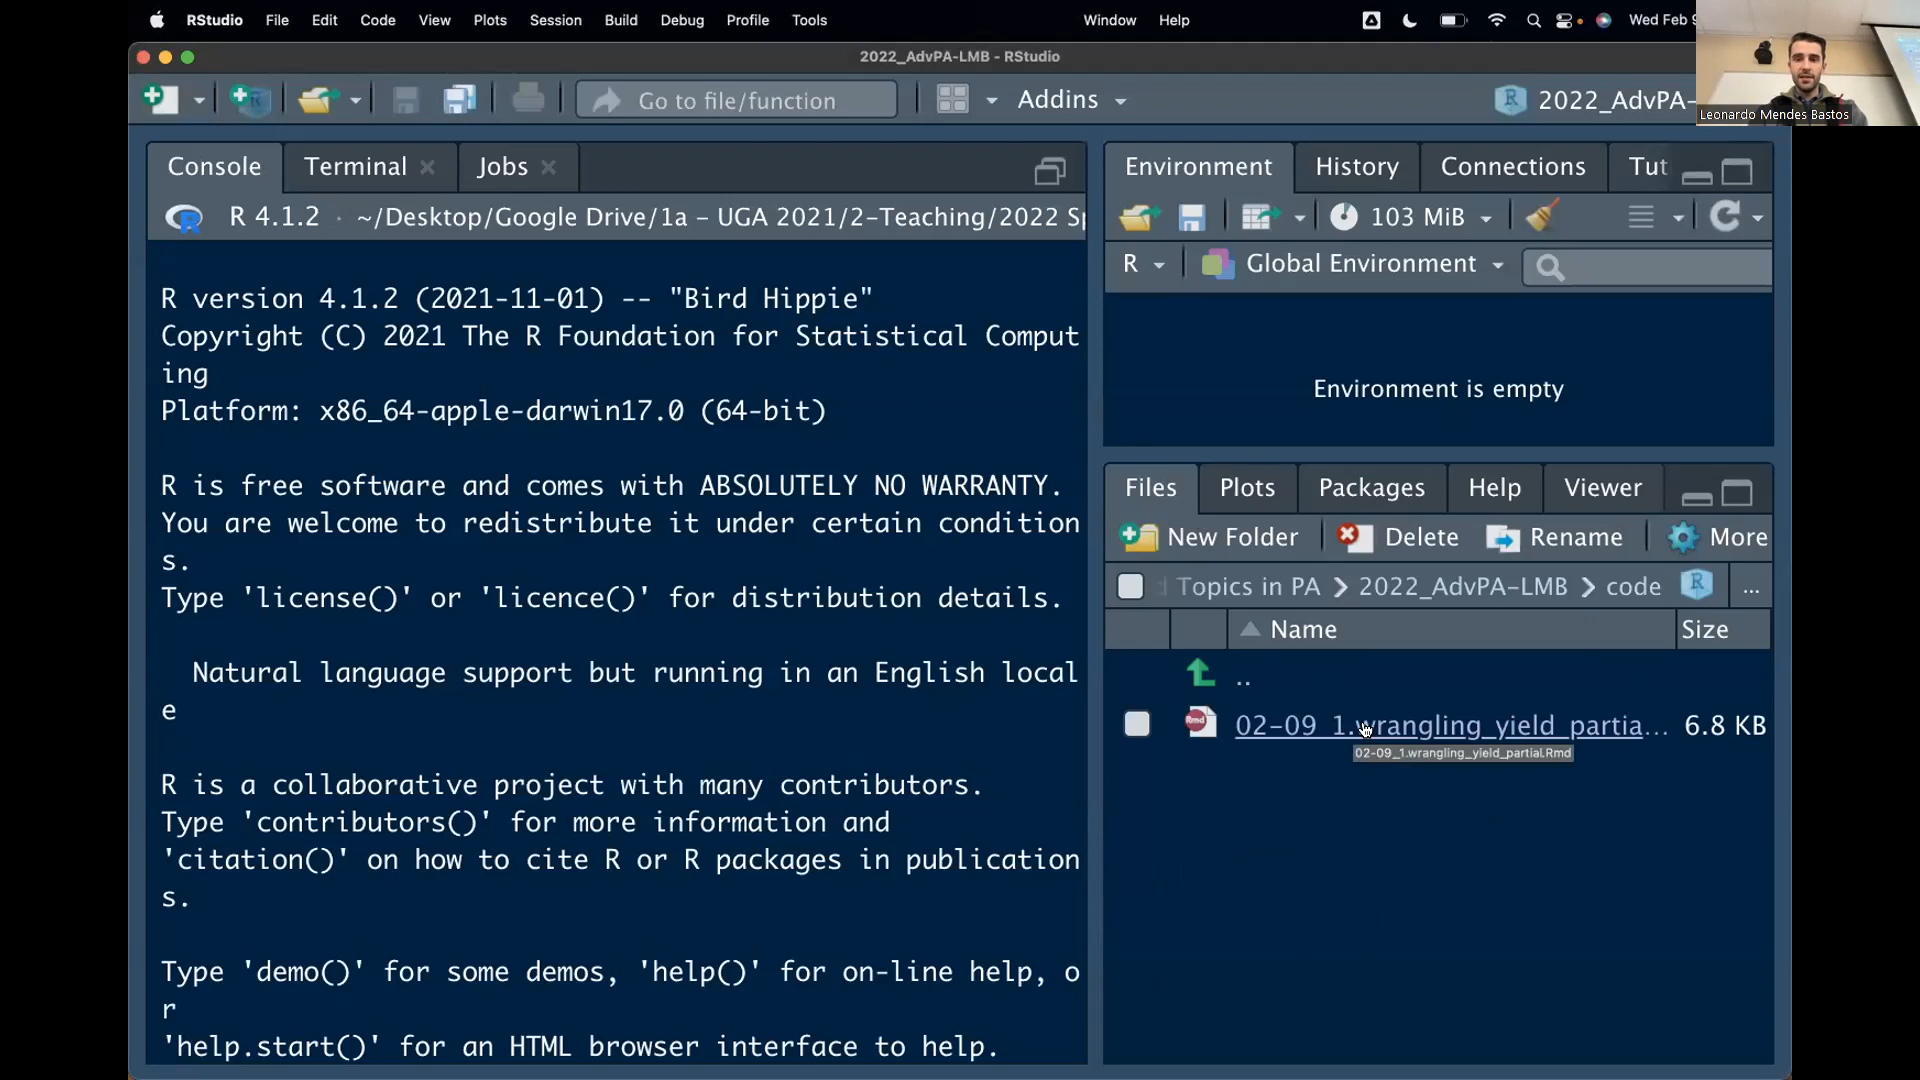 RStudio File Edit Code View Plots Session Build Debug Profile Tools Window Help Wed Feb
2022_AdvPA-LMB - RStudio
Go to file/function Addins 2022_AdvPA-
Leonardo Mendes Bastos
Console Terminal Jobs
R 4.1.2 · ~/Desktop/Google Drive/1a – UGA 2021/2-Teaching/2022 Sp
R version 4.1.2 (2021-11-01) -- "Bird Hippie"
Copyright (C) 2021 The R Foundation for Statistical Comput
ing
Platform: x86_64-apple-darwin17.0 (64-bit)
R is free software and comes with ABSOLUTELY NO WARRANTY.
You are welcome to redistribute it under certain condition
s.
Type 'license()' or 'licence()' for distribution details.
Natural language support but running in an English local
e
R is a collaborative project with many contributors.
Type 'contributors()' for more information and
'citation()' on how to cite R or R packages in publication
s.
Type 'demo()' for some demos, 'help()' for on-line help, o
r
'help.start()' for an HTML browser interface to help.
Environment History Connections Tut
103 MiB
R Global Environment
Environment is empty
Files Plots Packages Help Viewer
New Folder Delete Rename More
Topics in PA 2022_AdvPA-LMB code ...
Name Size
..
02-09_1.wrangling_yield_partia... 6.8 KB
02-09_1.wrangling_yield_partial.Rmd